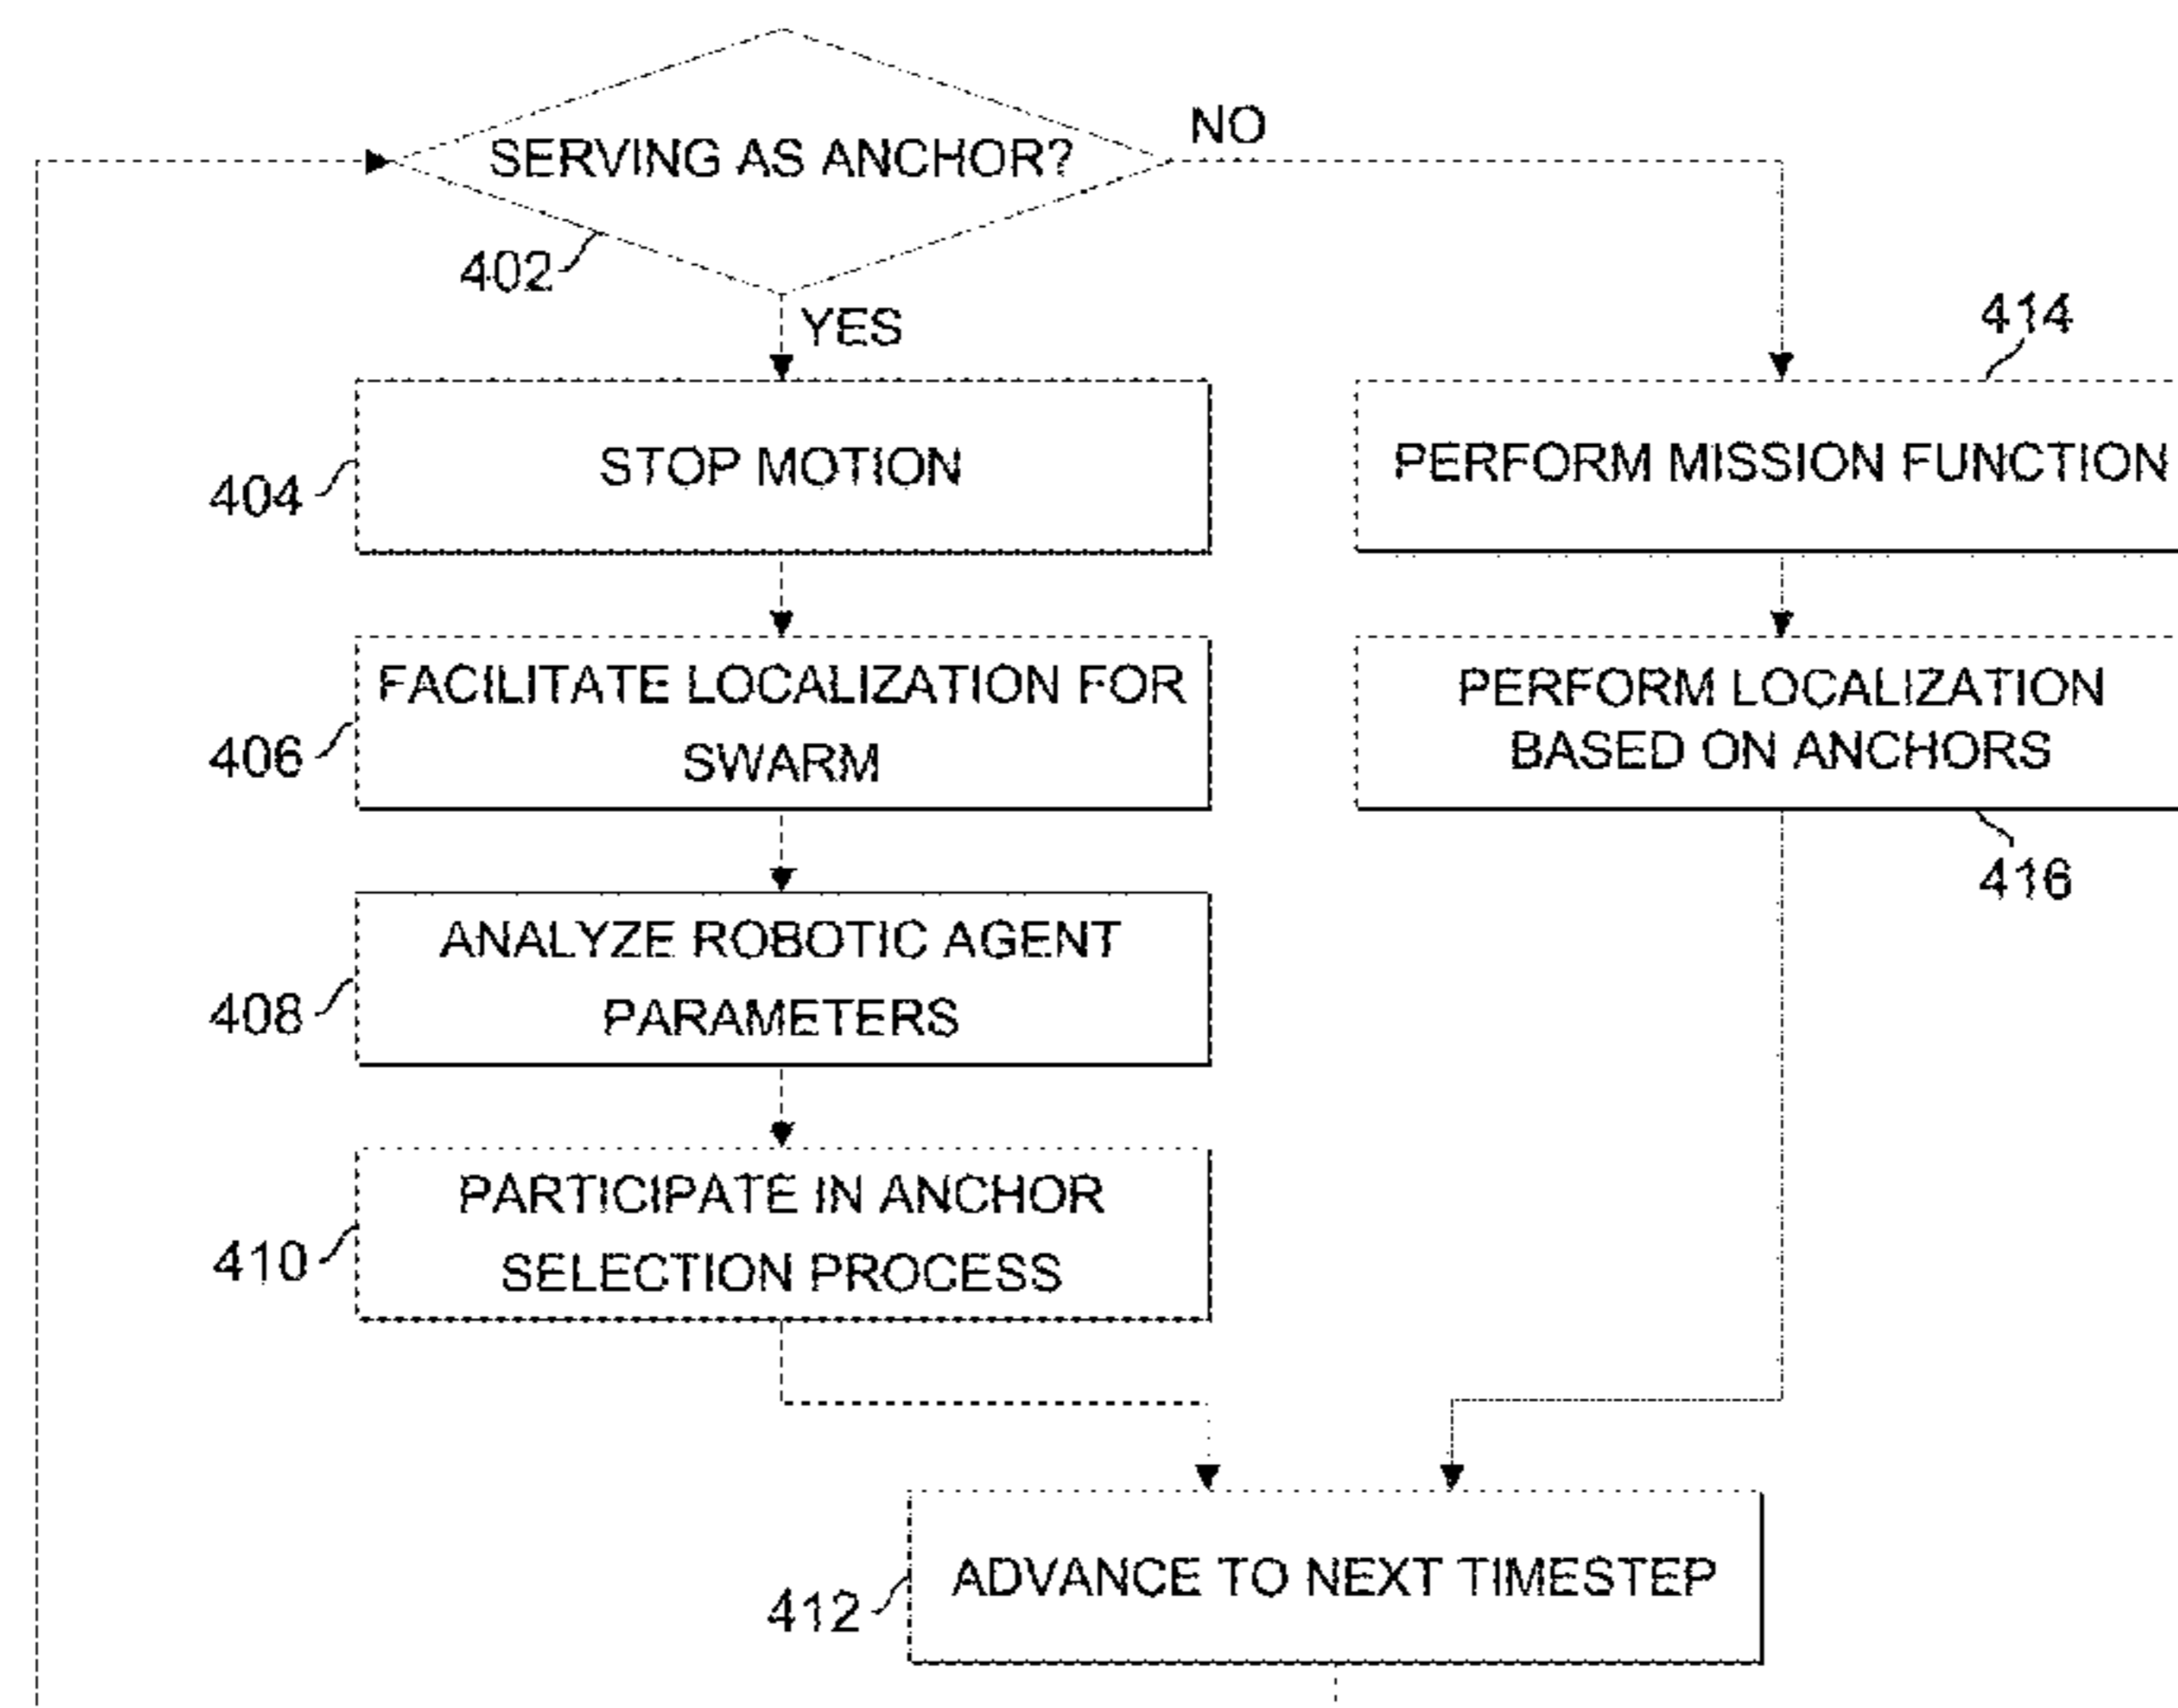 SERVING AS ANCHOR?
NO
402
YES
414
404
STOP MOTION
PERFORM MISSION FUNCTION
406
FACILITATE LOCALIZATION FOR
SWARM
PERFORM LOCALIZATION
BASED ON ANCHORS
416
408
ANALYZE ROBOTIC AGENT
PARAMETERS
410
PARTICIPATE IN ANCHOR
SELECTION PROCESS
412
ADVANCE TO NEXT TIMESTEP